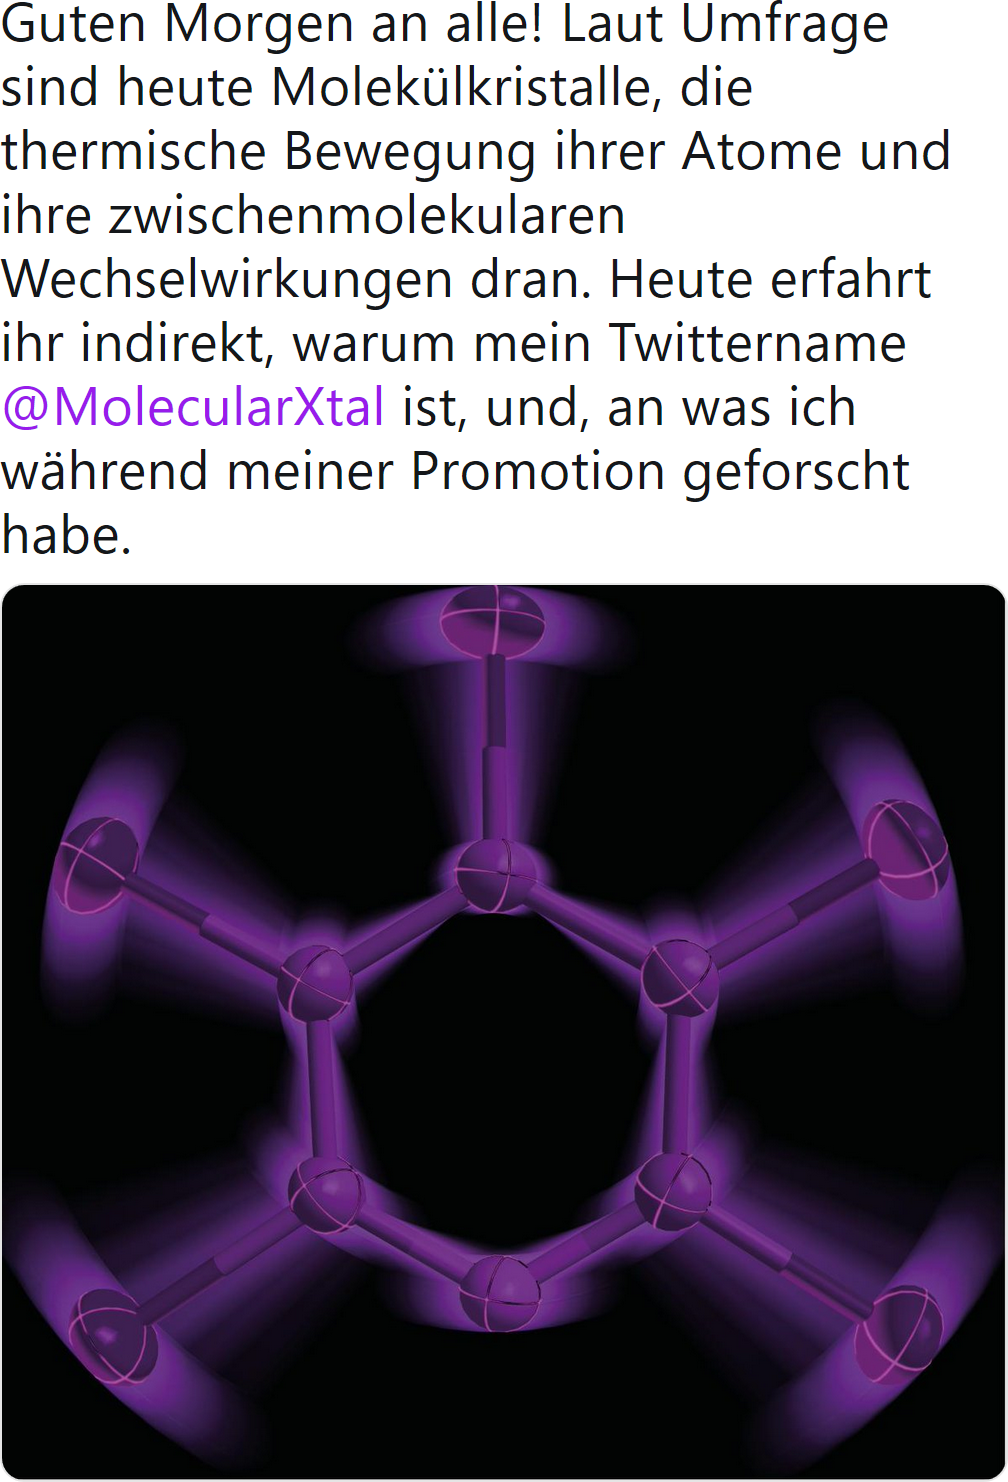 Guten Morgen an alle! Laut Umfrage
sind heute Molekülkristalle, die
thermische Bewegung ihrer Atome und
ihre zwischenmolekularen
Wechselwirkungen dran. Heute erfahrt
ihr indirekt, warum mein Twittername
@MolecularXtal ist, und, an was ich
während meiner Promotion geforscht
habe.